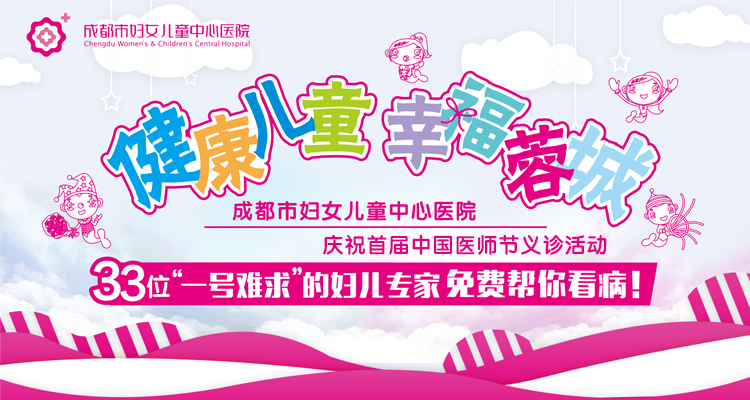 成都市妇女儿童中心医院
Chengdu Women's & Children's Central Hospital
健康儿童 幸福蓉城
成都市妇女儿童中心医院
庆祝首届中国医师节义诊活动
33位“一号难求”的妇儿专家 免费帮你看病！